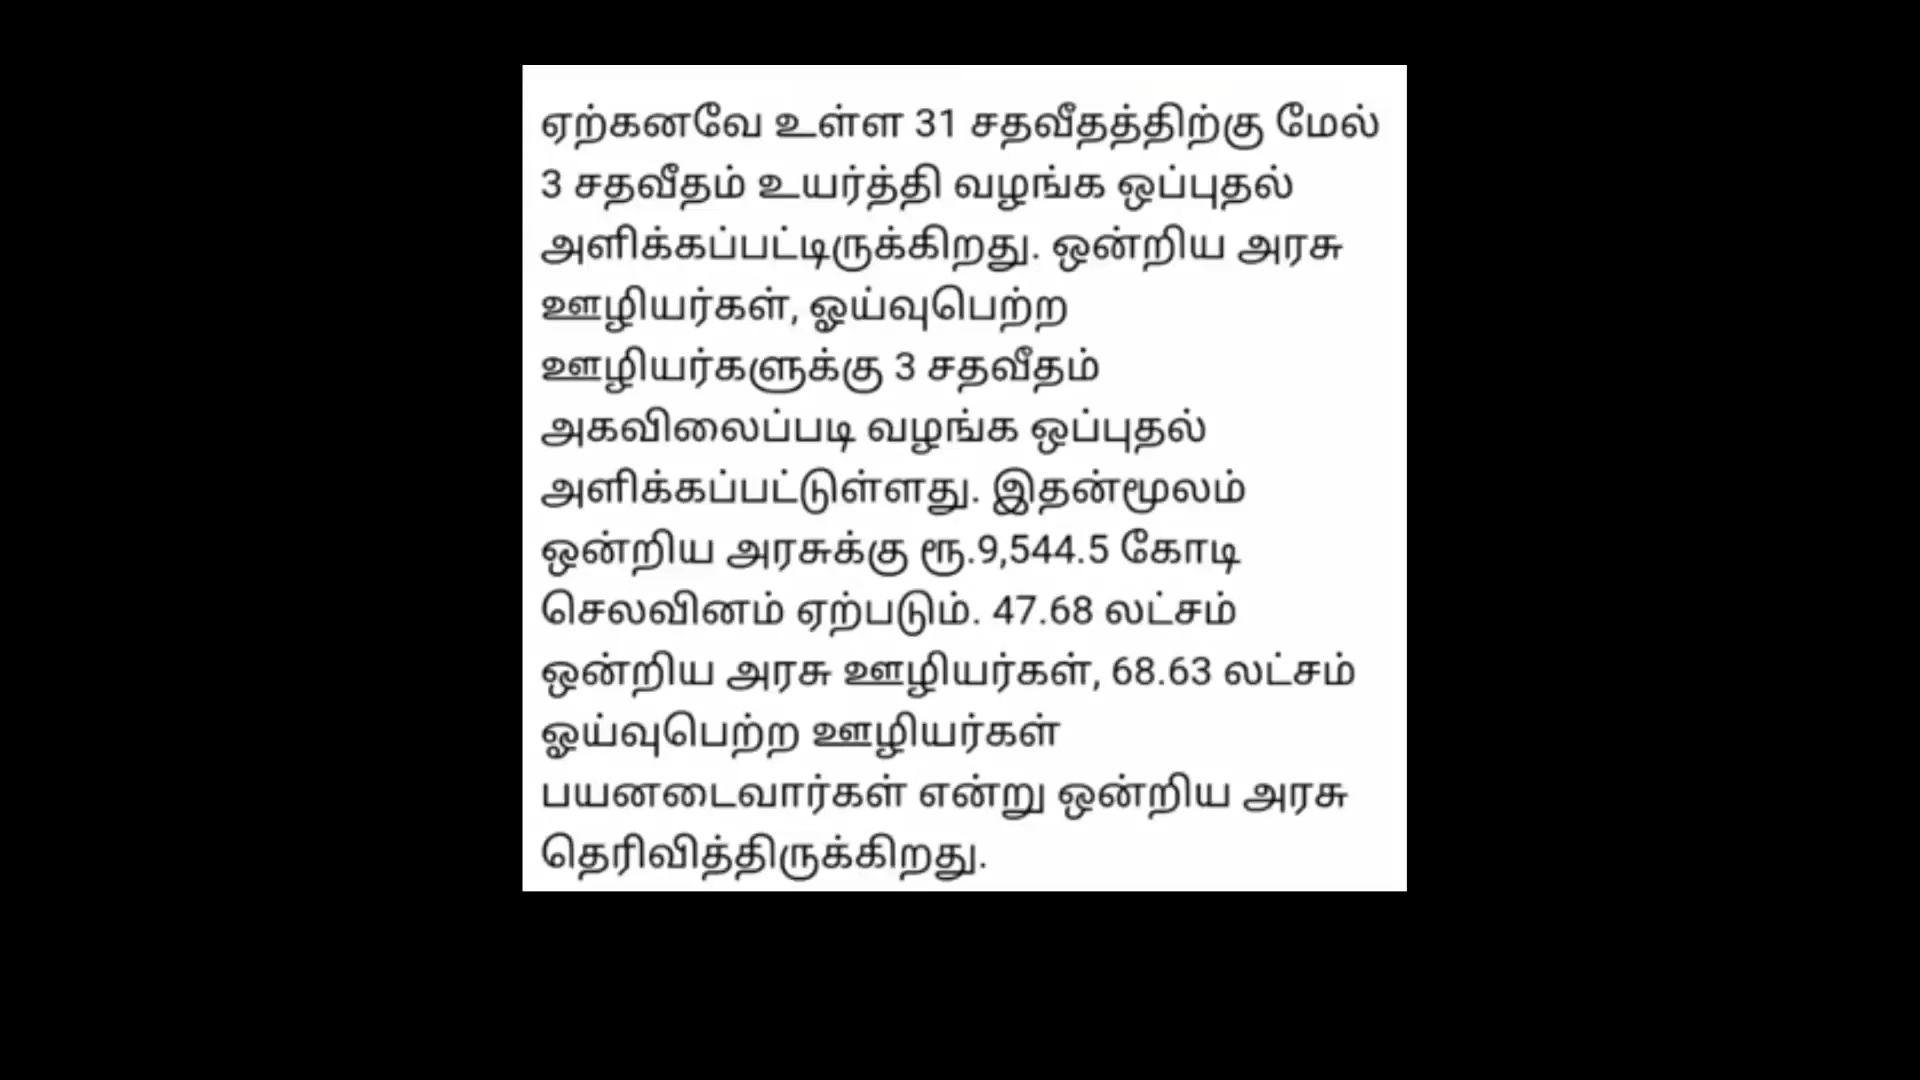 ஏற்கனவே உள்ள 31 சதவீதத்திற்கு மேல்
3 சதவீதம் உயர்த்தி வழங்க ஒப்புதல்
அளிக்கப்பட்டிருக்கிறது. ஒன்றிய அரசு
ஊழியர்கள், ஓய்வுபெற்ற
ஊழியர்களுக்கு 3 சதவீதம்
அகவிலைப்படி வழங்க ஒப்புதல்
அளிக்கப்பட்டுள்ளது. இதன்மூலம்
ஒன்றிய அரசுக்கு ரூ.9,544.5 கோடி
செலவினம் ஏற்படும். 47.68 லட்சம்
ஒன்றிய அரசு ஊழியர்கள், 68.63 லட்சம்
ஓய்வுபெற்ற ஊழியர்கள்
பயனடைவார்கள் என்று ஒன்றிய அரசு
தெரிவித்திருக்கிறது.